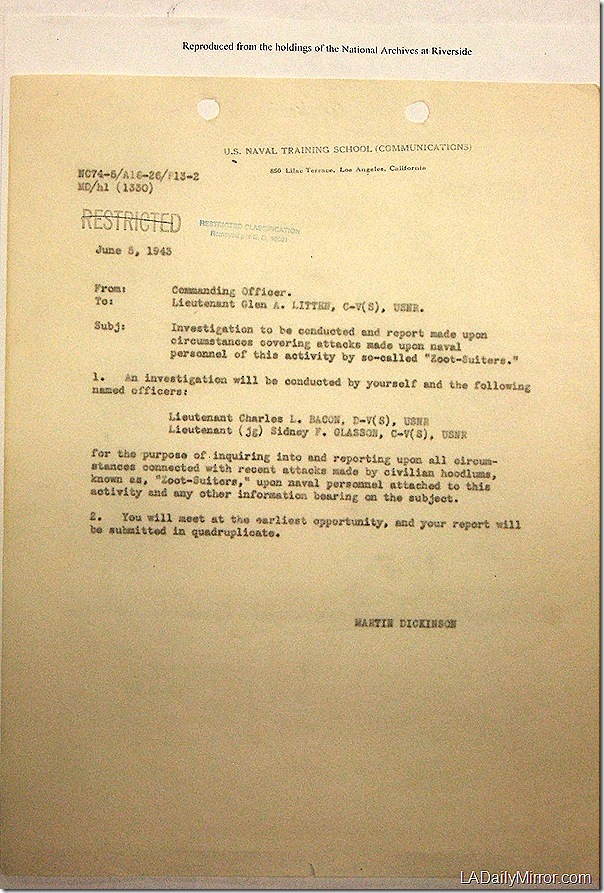 Reproduced from the holdings of the National Archives at Riverside
U.S. NAVAL TRAINING SCHOOL (COMMUNICATIONS)
850 Lilac Terrace, Los Angeles, California
NC74-5/A16-26/F13-2
MD/hl (1330)
RESTRICTED
RESTRICTED CLASSIFICATION
Removed per E.O. 10501
June 5, 1943
From: Commanding Officer.
To: Lieutenant Glen A. LITTEN, C-V(S), USNR.
Subj: Investigation to be conducted and report made upon
circumstances covering attacks made upon naval
personnel of this activity by so-called "Zoot-Suiters."
1. An investigation will be conducted by yourself and the following
named officers:
Lieutenant Charles L. BACON, D-V(S), USNR
Lieutenant (jg) Sidney F. GLASSON, C-V(S), USNR
for the purpose of inquiring into and reporting upon all circum-
stances connected with recent attacks made by civilian hoodlums,
known as, "Zoot-Suiters," upon naval personnel attached to this
activity and any other information bearing on the subject.
2. You will meet at the earliest opportunity, and your report will
be submitted in quadruplicate.
MARTIN DICKINSON
LADailyMirror.com